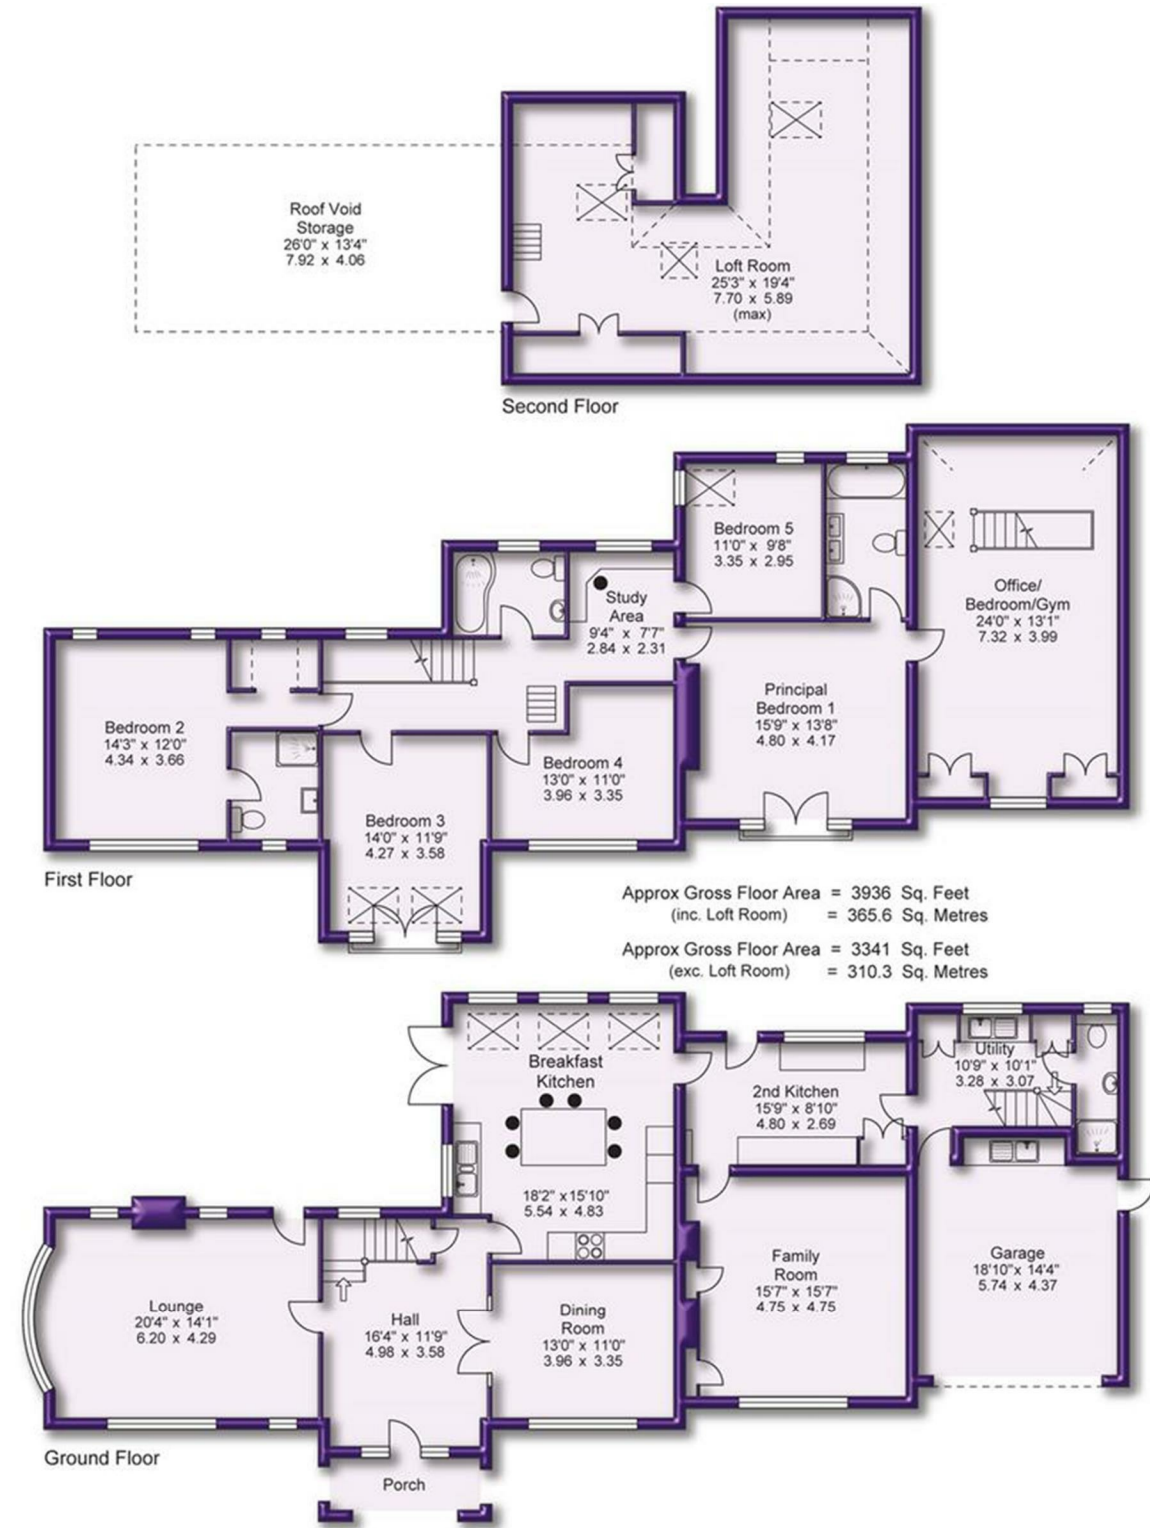 Roof Void
Storage
26'0" x 13'4"
7.92 x 4.06
Loft Room
25'3" x 19'4"
7.70 x 5.89
(max)
Second Floor
Bedroom 5
11'0" x 9'8"
3.35 x 2.95
Study
Area
9'4" x 7'7"
2.84 x 2.31
Office/
Bedroom/Gym
24'0" x 13'1"
7.32 x 3.99
Principal
Bedroom 1
15'9" x 13'8"
4.80 x 4.17
Bedroom 2
14'3" x 12'0"
4.34 x 3.66
Bedroom 4
13'0" x 11'0"
3.96 x 3.35
Bedroom 3
14'0" x 11'9"
4.27 x 3.58
First Floor
Approx Gross Floor Area = 3936 Sq. Feet
(inc. Loft Room) = 365.6 Sq. Metres
Approx Gross Floor Area = 3341 Sq. Feet
(exc. Loft Room) = 310.3 Sq. Metres
Breakfast
Kitchen
18'2" x 15'10"
5.54 x 4.83
2nd Kitchen
15'9" x 8'10"
4.80 x 2.69
Utility
10'9" x 10'1"
3.28 x 3.07
Lounge
20'4" x 14'1"
6.20 x 4.29
Hall
16'4" x 11'9"
4.98 x 3.58
Dining
Room
13'0" x 11'0"
3.96 x 3.35
Family
Room
15'7" x 15'7"
4.75 x 4.75
Garage
18'10" x 14'4"
5.74 x 4.37
Ground Floor
Porch